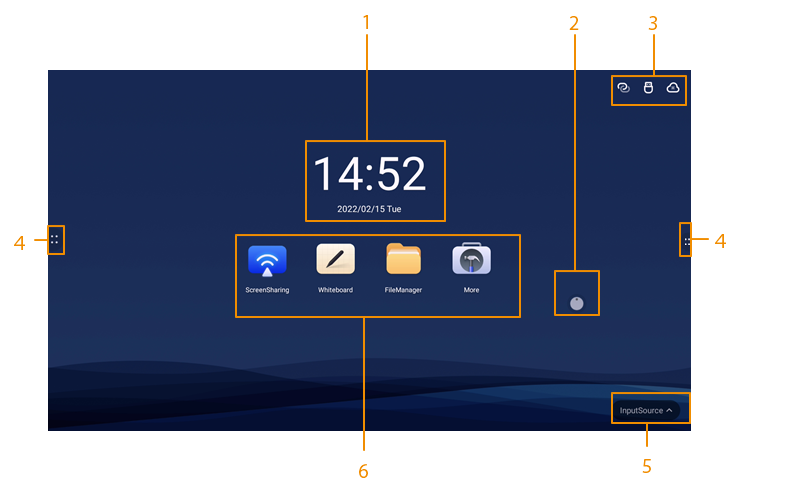 1
2
3
14:52
2022/02/15 Tue
4
4
ScreenSharing
Whiteboard
FileManager
More
InputSource
5
6